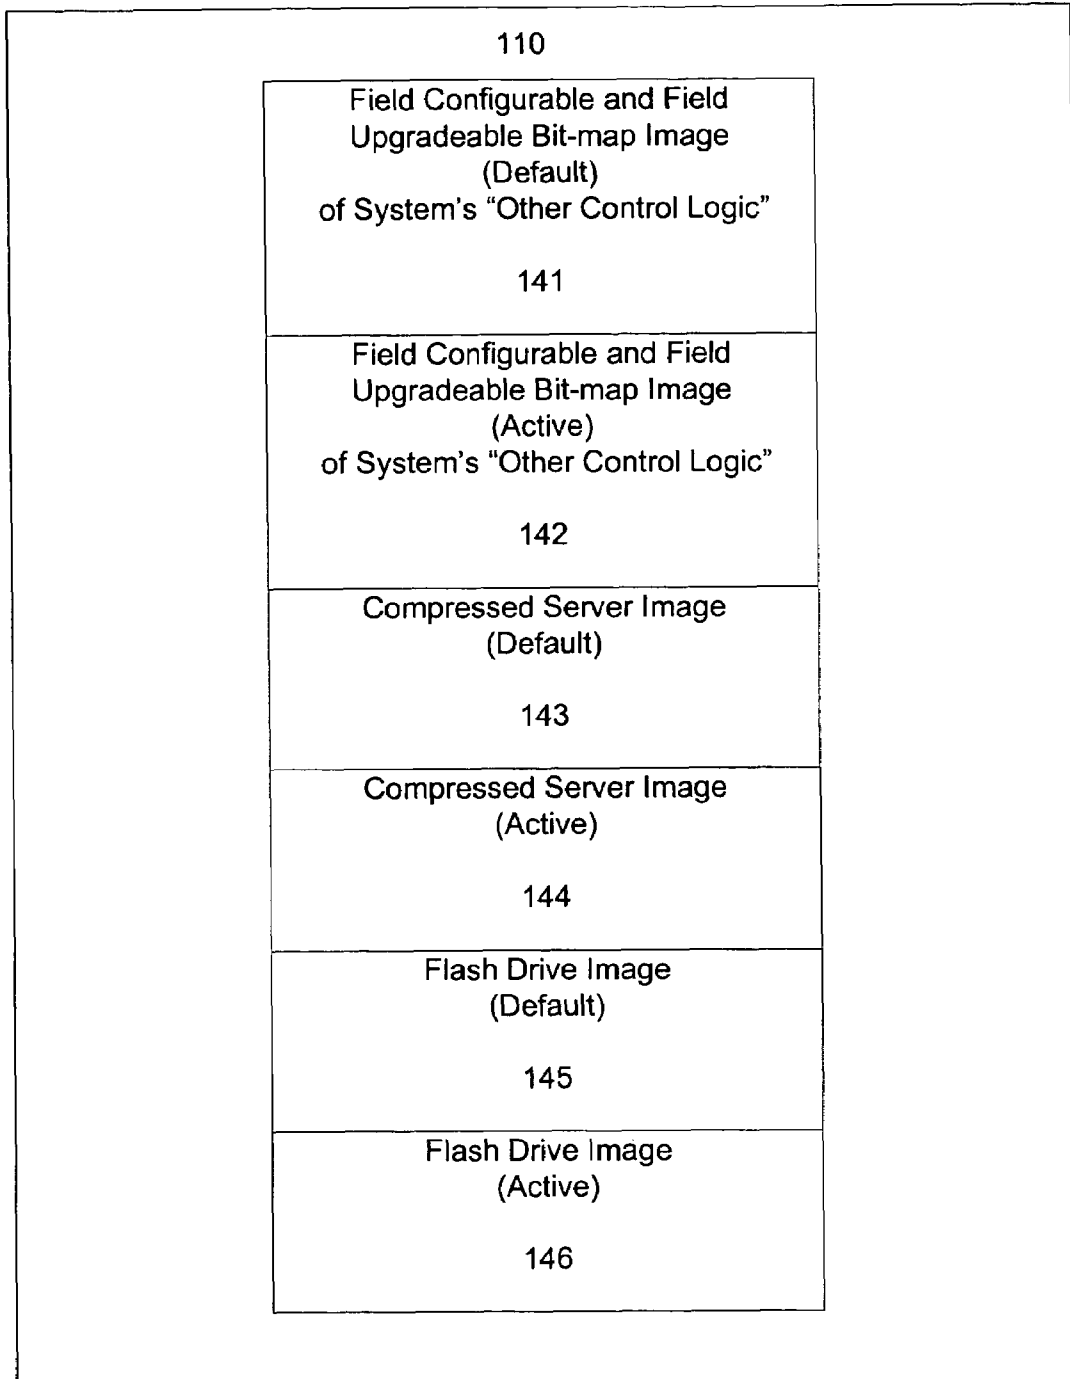 110
Field Configurable and Field
Upgradeable Bit-map Image
(Default)
of System's “Other Control Logic”
141
Field Configurable and Field
Upgradeable Bit-map Image
(Active)
of System's “Other Control Logic”
142
Compressed Server Image
(Default)
143
Compressed Server Image
(Active)
144
Flash Drive Image
(Default)
145
Flash Drive Image
(Active)
146